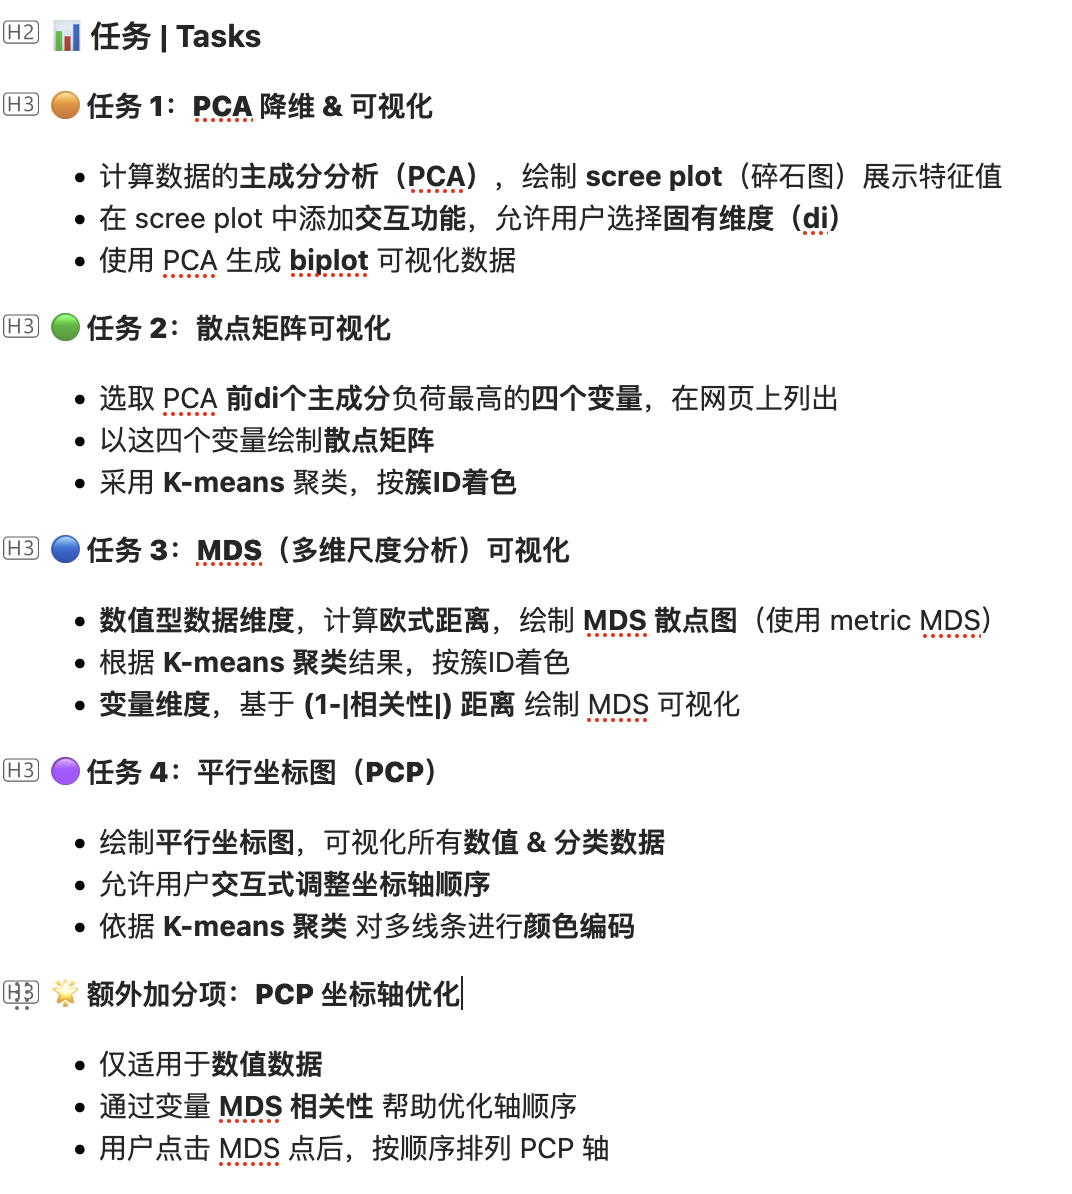 H2 📊 任务 | Tasks
H3 🟠 任务 1：PCA 降维 & 可视化
• 计算数据的主成分分析（PCA），绘制 scree plot（碎石图）展示特征值
• 在 scree plot 中添加交互功能，允许用户选择固有维度（di）
• 使用 PCA 生成 biplot 可视化数据
H3 🟢 任务 2：散点矩阵可视化
• 选取 PCA 前di个主成分负荷最高的四个变量，在网页上列出
• 以这四个变量绘制散点矩阵
• 采用 K-means 聚类，按簇ID着色
H3 🔵 任务 3：MDS（多维尺度分析）可视化
• 数值型数据维度，计算欧式距离，绘制 MDS 散点图（使用 metric MDS）
• 根据 K-means 聚类结果，按簇ID着色
• 变量维度，基于 (1-|相关性|) 距离 绘制 MDS 可视化
H3 🟣 任务 4：平行坐标图（PCP）
• 绘制平行坐标图，可视化所有数值 & 分类数据
• 允许用户交互式调整坐标轴顺序
• 依据 K-means 聚类 对多线条进行颜色编码
H3 🌟 额外加分项：PCP 坐标轴优化
• 仅适用于数值数据
• 通过变量 MDS 相关性 帮助优化轴顺序
• 用户点击 MDS 点后，按顺序排列 PCP 轴